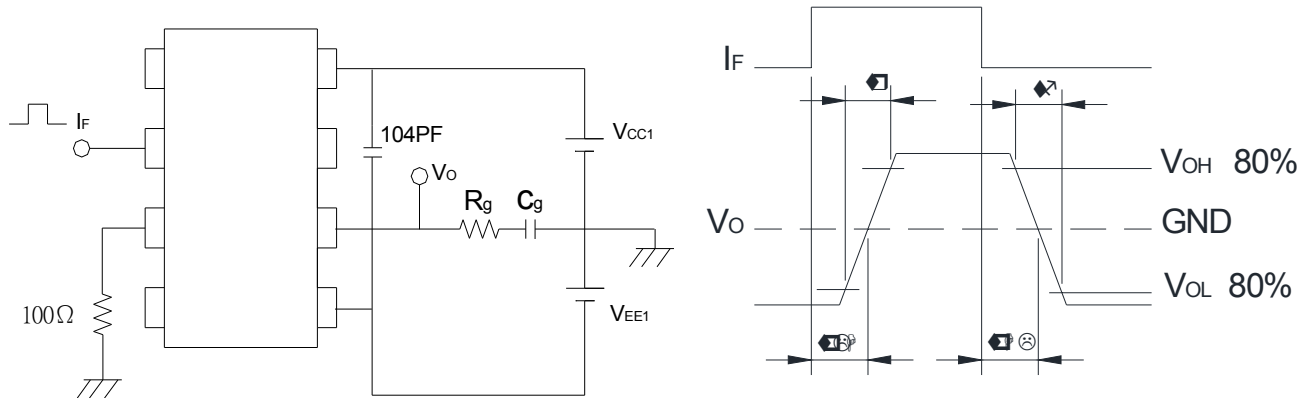 IF
104PF
VCC1
VO
Rg Cg
100Ω
VEE1
IF
VOH 80%
VO
GND
VOL 80%